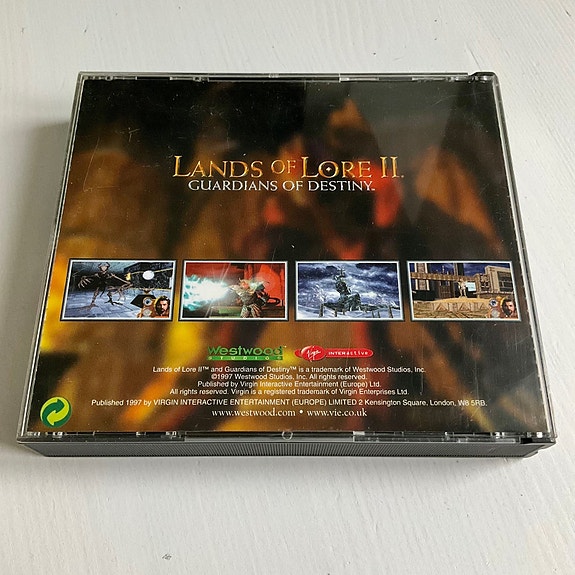 LANDS OF LORE II™
GUARDIANS OF DESTINY™
Westwood Virgin INTERACTIVE
STUDIOS
Lands of Lore II™ and Guardians of Destiny™ is a trademark of Westwood Studios, Inc.
©1997 Westwood Studios, Inc. All rights reserved.
Published by Virgin Interactive Entertainment (Europe) Ltd.
All rights reserved. Virgin is a registered trademark of Virgin Enterprises Ltd.
Published 1997 by VIRGIN INTERACTIVE ENTERTAINMENT (EUROPE) LIMITED 2 Kensington Square, London, W8 5RB.
www.westwood.com • www.vie.co.uk